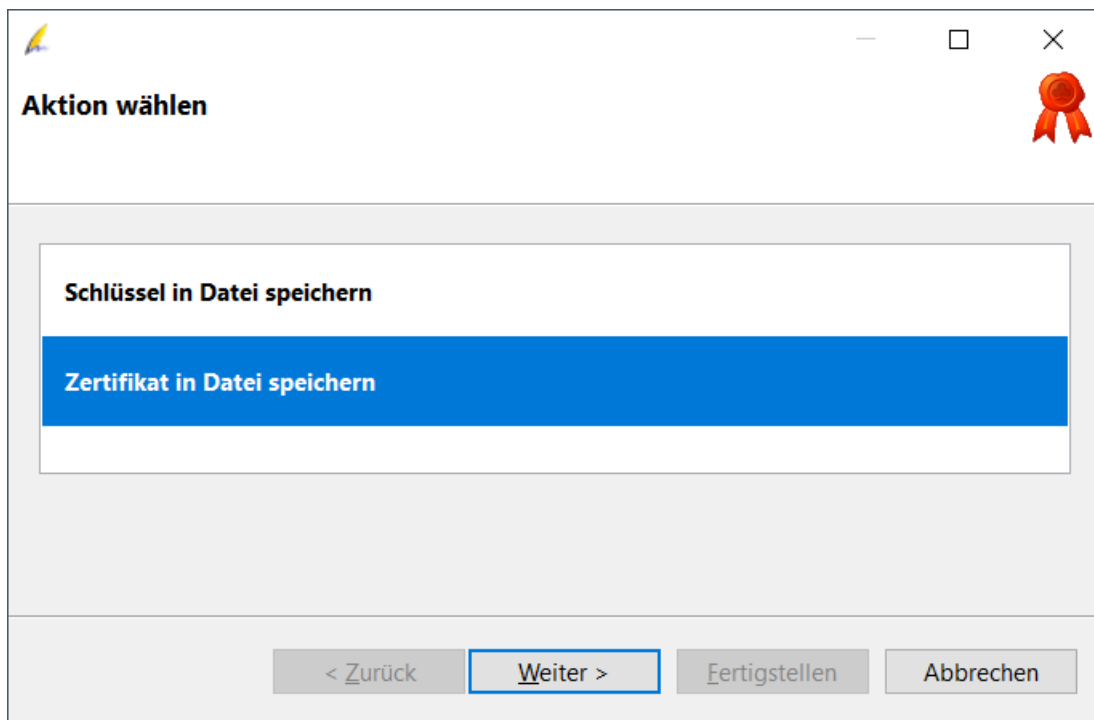 Aktion wählen
Schlüssel in Datei speichern
Zertifikat in Datei speichern
< Zurück
Weiter >
Fertigstellen
Abbrechen